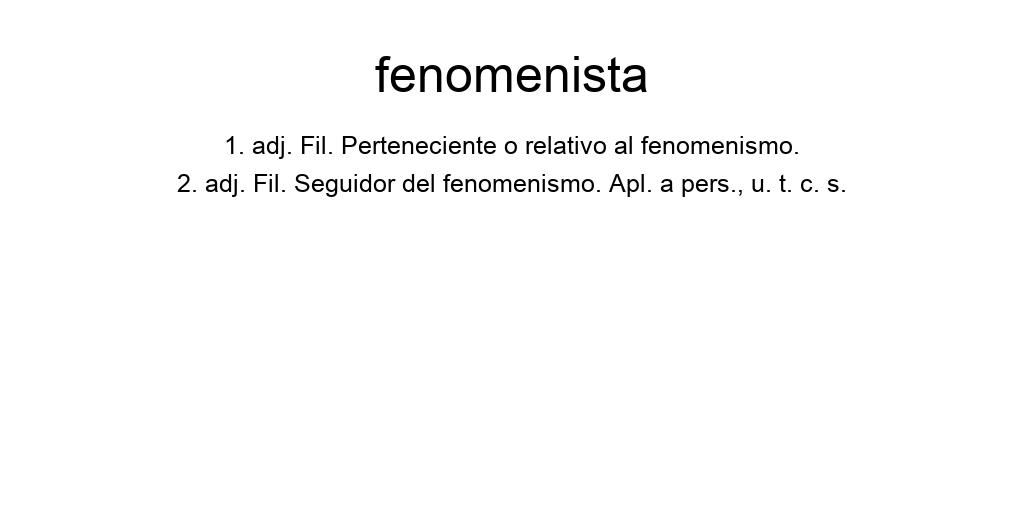 fenomenista
1. adj. Fil. Perteneciente o relativo al fenomenismo.
2. adj. Fil. Seguidor del fenomenismo. Apl. a pers., u. t. c. s.